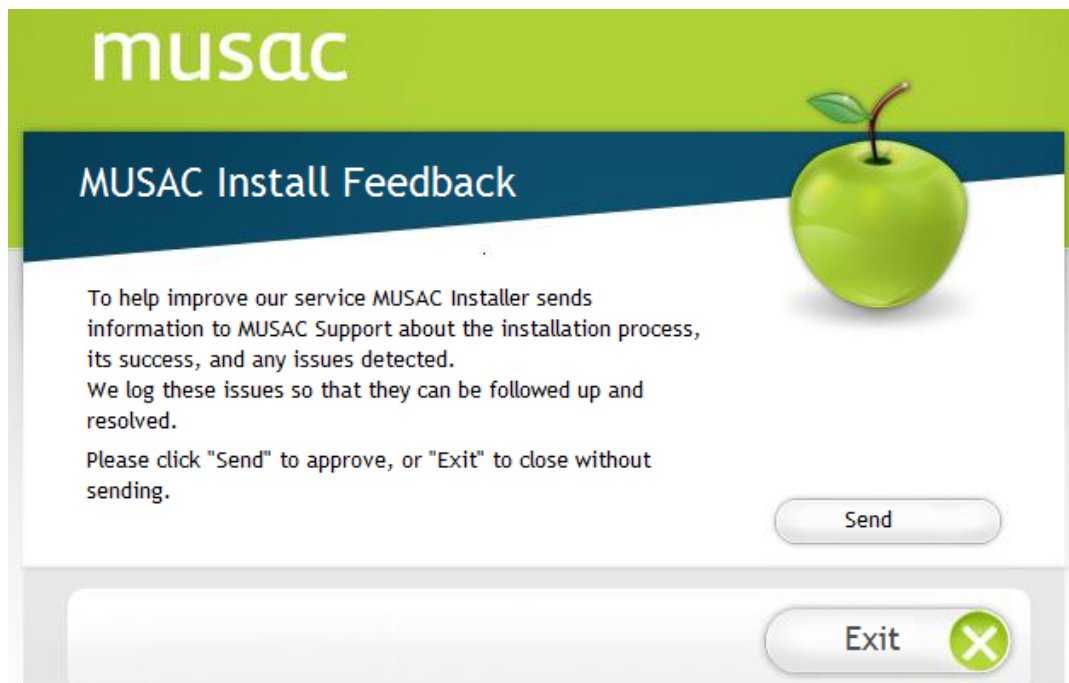 musac
MUSAC Install Feedback
To help improve our service MUSAC Installer sends
information to MUSAC Support about the installation process,
its success, and any issues detected.
We log these issues so that they can be followed up and
resolved.
Please click "Send" to approve, or "Exit" to close without
sending.
Send
Exit